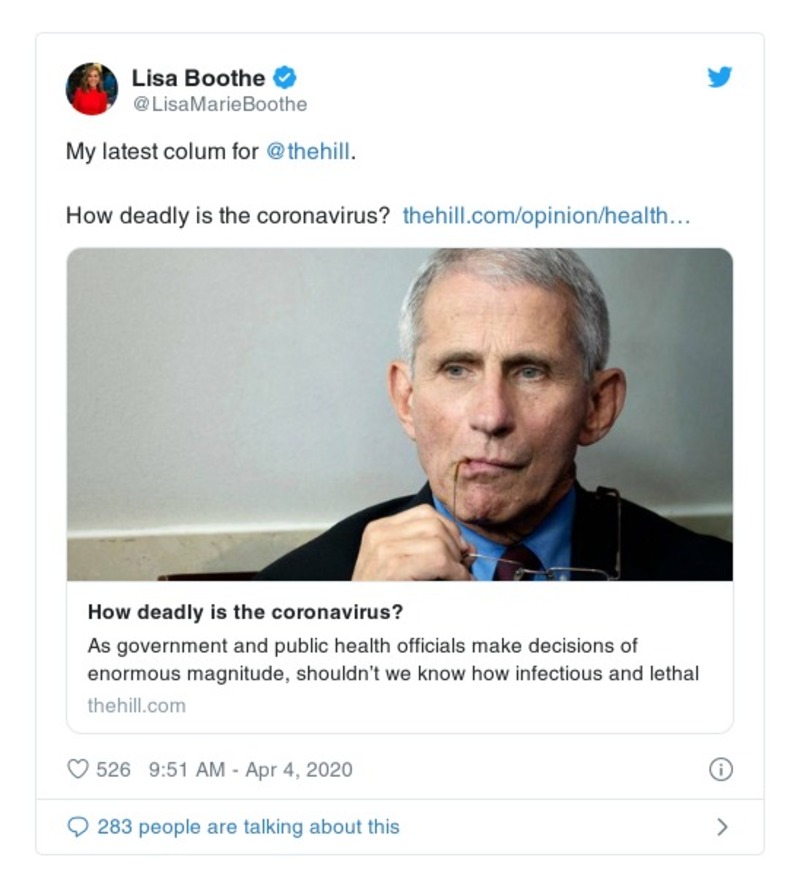 Lisa Boothe
@LisaMarieBoothe
My latest colum for @thehill.
How deadly is the coronavirus? thehill.com/opinion/health…
How deadly is the coronavirus?
As government and public health officials make decisions of
enormous magnitude, shouldn't we know how infectious and lethal
thehill.com
526 9:51 AM - Apr 4, 2020
283 people are talking about this